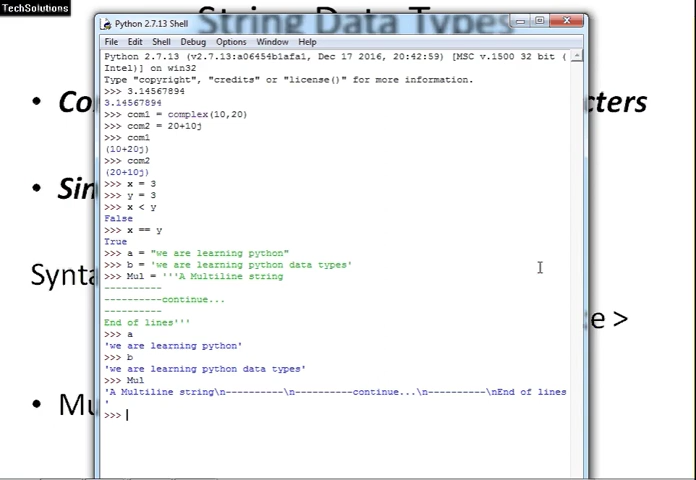 TechSolutions
String Data Types
Python 2.7.13 Shell
File Edit Shell Debug Options Window Help
Python 2.7.13 (v2.7.13:a06454b1afa1, Dec 17 2016, 20:42:59) [MSC v.1500 32 bit (
Intel)] on win32
Type "copyright", "credits" or "license()" for more information.
>>> 3.14567894
3.14567894
>>> com1 = complex(10,20)
>>> com2 = 20+10j
>>> com1
(10+20j)
>>> com2
(20+10j)
>>> x = 3
>>> y = 3
>>> x < y
False
>>> x == y
True
>>> a = "we are learning python"
>>> b = 'we are learning python data types'
>>> Mul = '''A Multiline string
----------
----------continue...
----------
End of lines'''
>>> a
'we are learning python'
>>> b
'we are learning python data types'
>>> Mul
'A Multiline string\n----------\n----------continue...\n----------\nEnd of lines
'
>>>
• Co
cters
• Sin
Synta
e >
• Mu